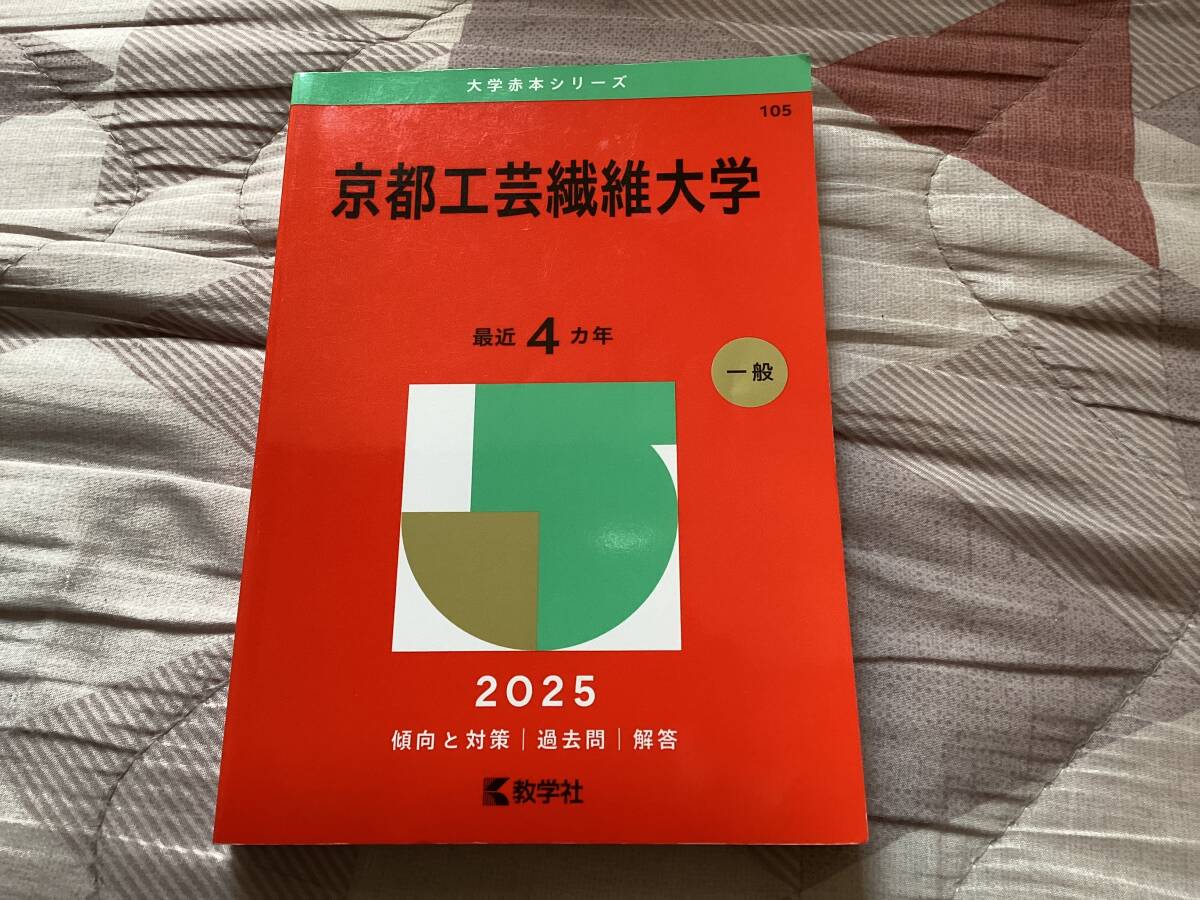 大学赤本シリーズ
105
京都工芸繊維大学
最近 4 カ年
一般
2025
傾向と対策|過去問|解答
教学社